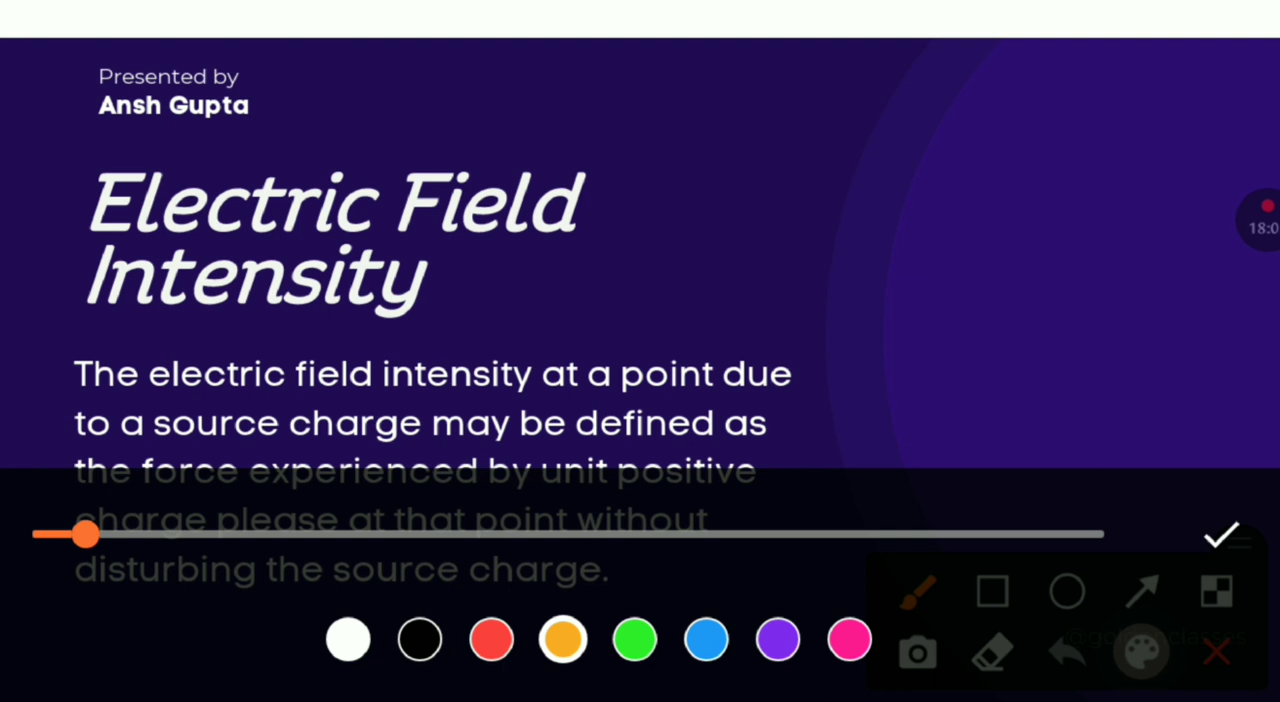 Presented by
Ansh Gupta
Electric Field
Intensity
The electric field intensity at a point due
to a source charge may be defined as
the force experienced by unit positive
charge please at that point without
disturbing the source charge.
18:0